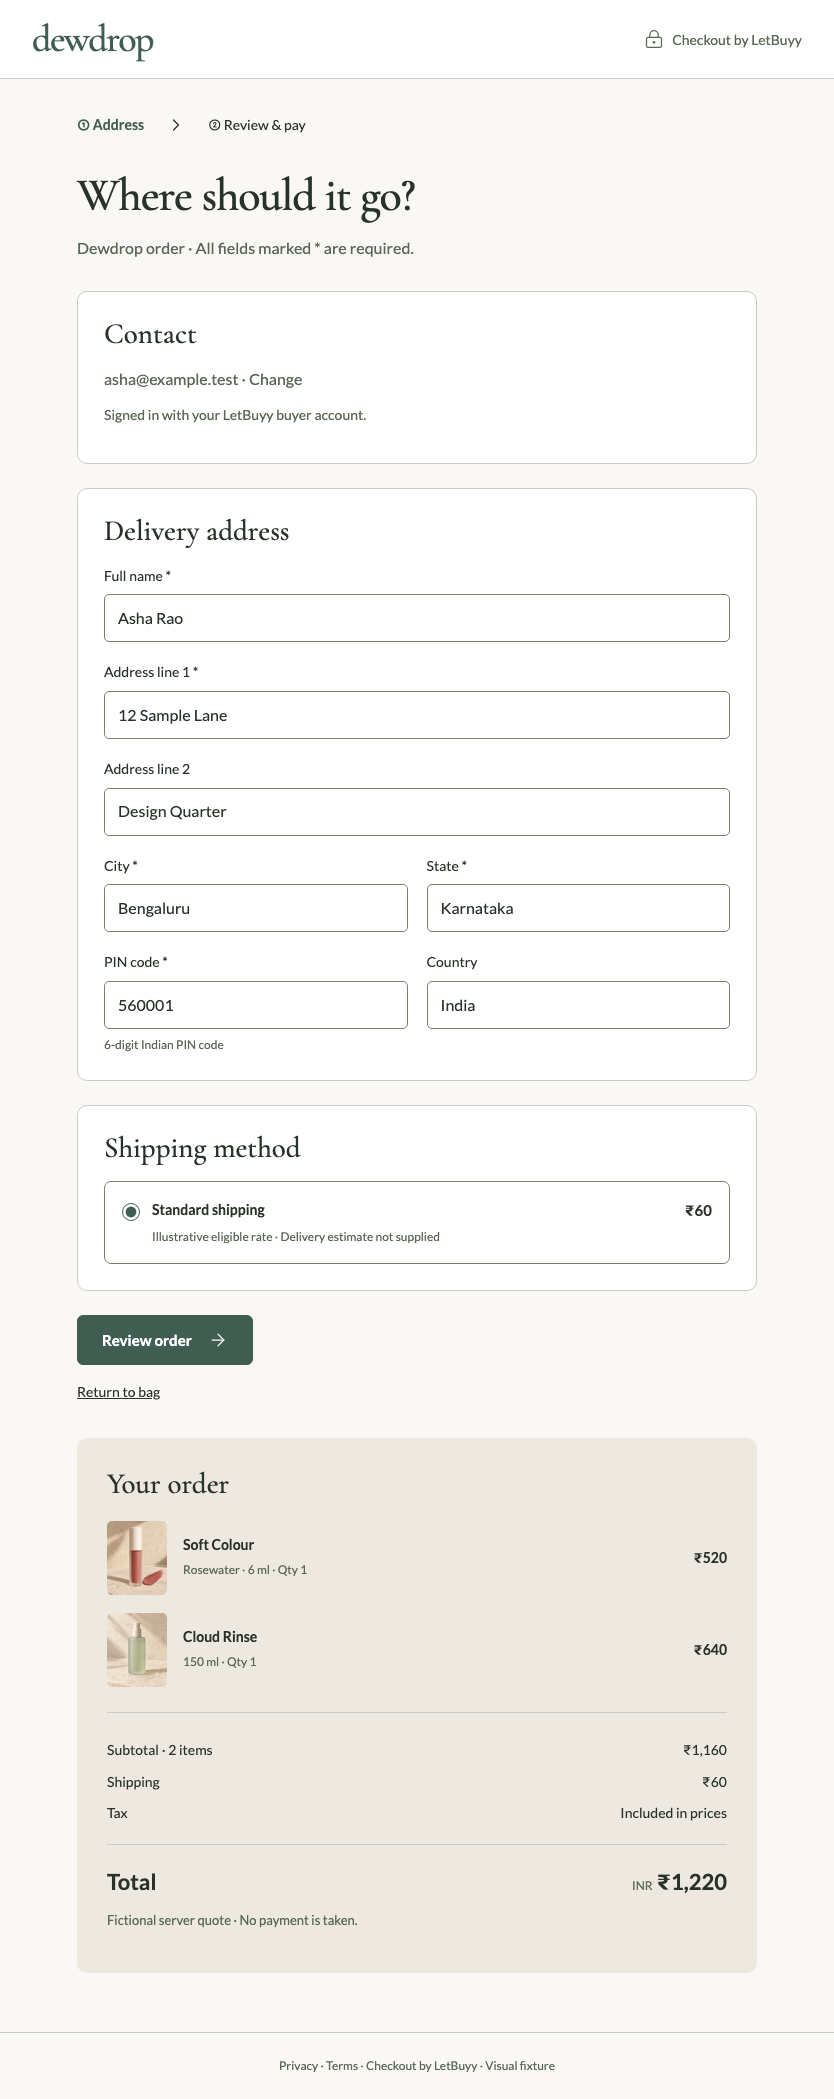 dewdrop
Checkout by LetBuyy
① Address
② Review & pay
Where should it go?
Dewdrop order · All fields marked * are required.
Contact
asha@example.test · Change
Signed in with your LetBuyy buyer account.
Delivery address
Full name *
Asha Rao
Address line 1 *
12 Sample Lane
Address line 2
Design Quarter
City *
State *
Bengaluru
Karnataka
PIN code *
Country
560001
India
6-digit Indian PIN code
Shipping method
Standard shipping
₹60
Illustrative eligible rate · Delivery estimate not supplied
Review order
Return to bag
Your order
Soft Colour
Rosewater · 6 ml · Qty 1
₹520
Cloud Rinse
150 ml · Qty 1
₹640
Subtotal · 2 items
₹1,160
Shipping
₹60
Tax
Included in prices
Total
INR ₹1,220
Fictional server quote · No payment is taken.
Privacy · Terms · Checkout by LetBuyy · Visual fixture